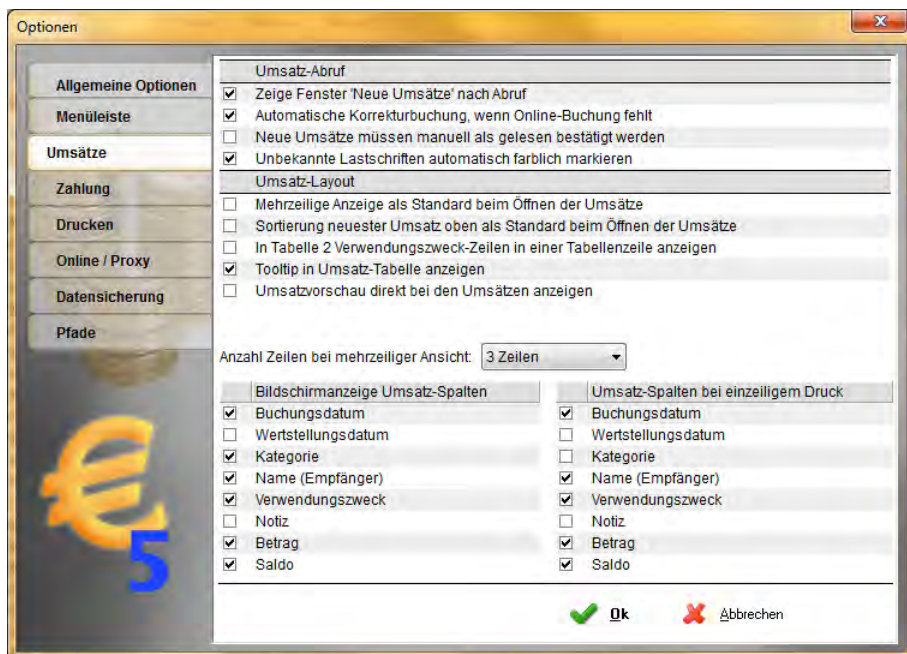 Optionen
Allgemeine Optionen
Menüleiste
Umsätze
Zahlung
Drucken
Online / Proxy
Datensicherung
Pfade
Umsatz-Abruf
Zeige Fenster 'Neue Umsätze' nach Abruf
Automatische Korrekturbuchung, wenn Online-Buchung fehlt
Neue Umsätze müssen manuell als gelesen bestätigt werden
Unbekannte Lastschriften automatisch farblich markieren
Umsatz-Layout
Mehrzeilige Anzeige als Standard beim Öffnen der Umsätze
Sortierung neuester Umsatz oben als Standard beim Öffnen der Umsätze
In Tabelle 2 Verwendungszweck-Zeilen in einer Tabellenzeile anzeigen
Tooltip in Umsatz-Tabelle anzeigen
Umsatzvorschau direkt bei den Umsätzen anzeigen
Anzahl Zeilen bei mehrzeiliger Ansicht: 3 Zeilen
Bildschirmanzeige Umsatz-Spalten
Buchungsdatum
Wertstellungsdatum
Kategorie
Name (Empfänger)
Verwendungszweck
Notiz
Betrag
Saldo
Umsatz-Spalten bei einzeiligem Druck
Buchungsdatum
Wertstellungsdatum
Kategorie
Name (Empfänger)
Verwendungszweck
Notiz
Betrag
Saldo
€ 5
Ok Abbrechen